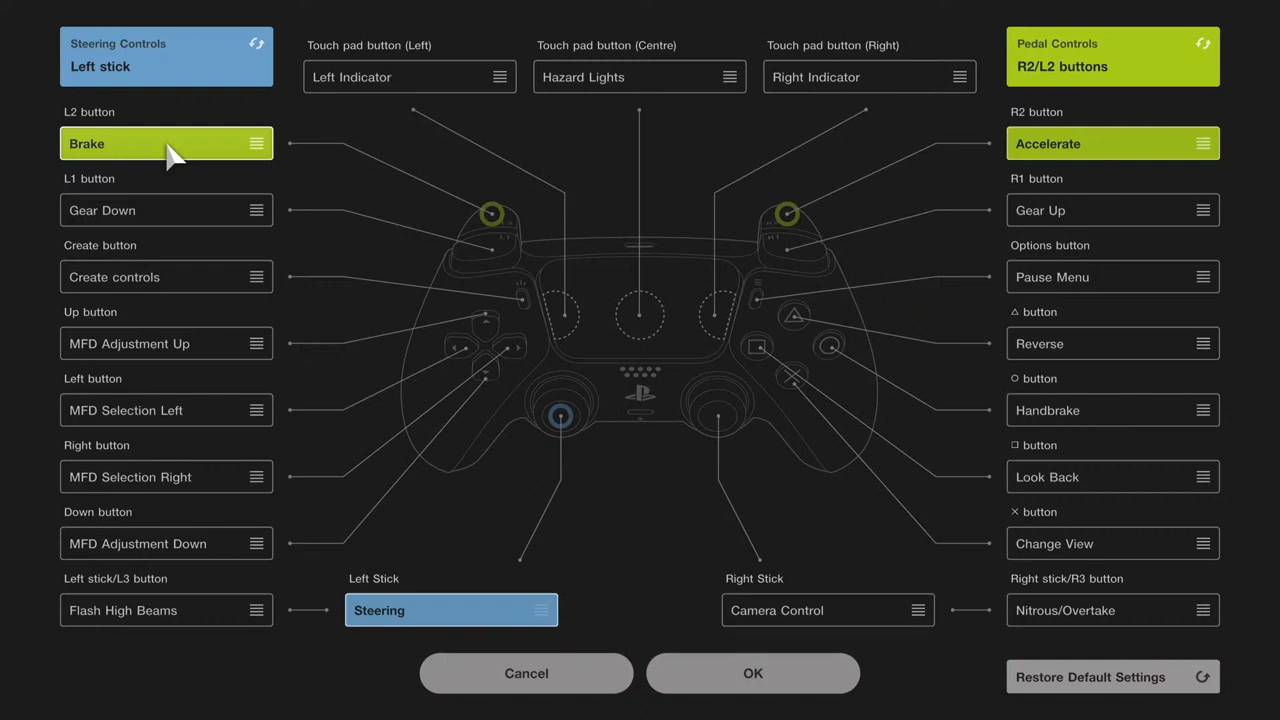 Steering Controls
Left stick
Touch pad button (Left)
Left Indicator
Touch pad button (Centre)
Hazard Lights
Touch pad button (Right)
Right Indicator
Pedal Controls
R2/L2 buttons
L2 button
Brake
L1 button
Gear Down
Create button
Create controls
Up button
MFD Adjustment Up
Left button
MFD Selection Left
Right button
MFD Selection Right
Down button
MFD Adjustment Down
Left stick/L3 button
Flash High Beams
Left Stick
Steering
Right Stick
Camera Control
R2 button
Accelerate
R1 button
Gear Up
Options button
Pause Menu
△ button
Reverse
○ button
Handbrake
□ button
Look Back
× button
Change View
Right stick/R3 button
Nitrous/Overtake
Cancel
OK
Restore Default Settings